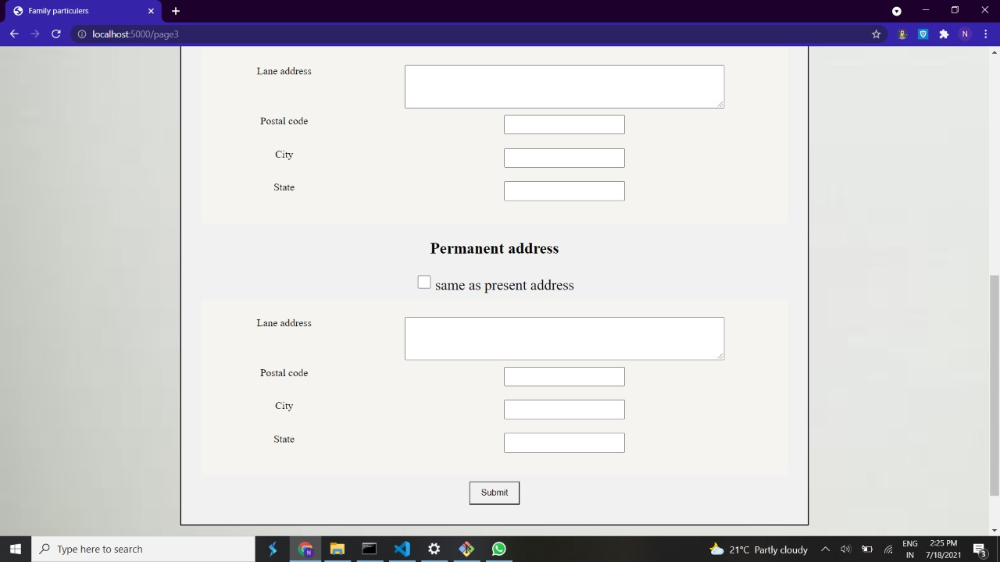 Family particulers
localhost:5000/page3
N
Lane address
Postal code
City
State
Permanent address
same as present address
Lane address
Postal code
City
State
Submit
Type here to search
N
21°C Partly cloudy
ENG
IN
2:25 PM
7/18/2021
3